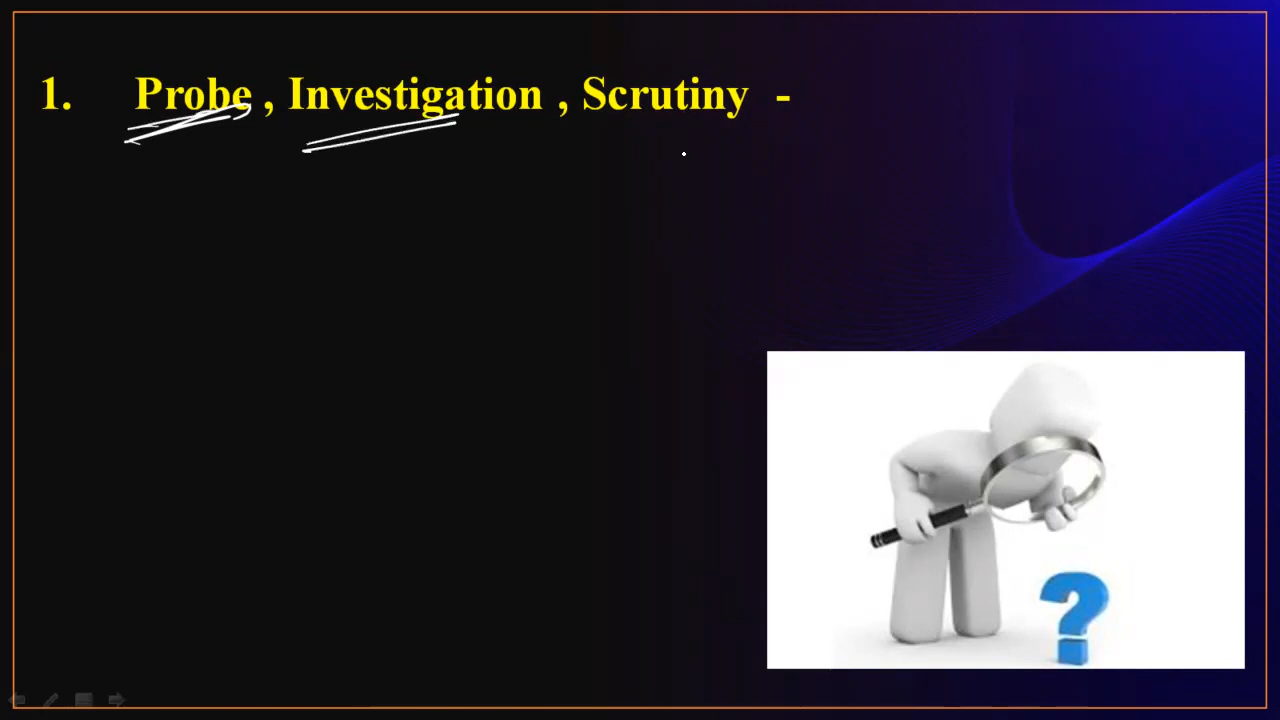 1. Probe , Investigation , Scrutiny -
?